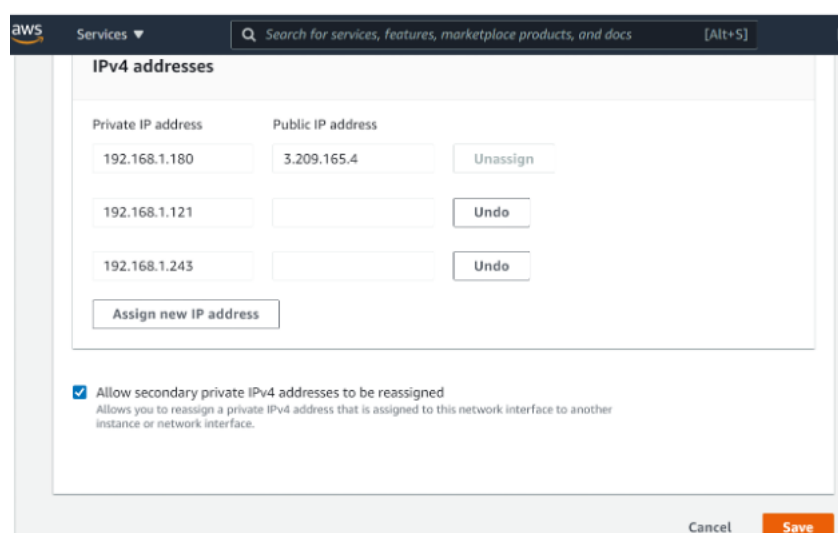 aws Services ▼ Search for services, features, marketplace products, and docs [Alt+S]
IPv4 addresses
Private IP address Public IP address
192.168.1.180 3.209.165.4 Unassign
192.168.1.121 Undo
192.168.1.243 Undo
Assign new IP address
Allow secondary private IPv4 addresses to be reassigned
Allows you to reassign a private IPv4 address that is assigned to this network interface to another
instance or network interface.
Cancel Save